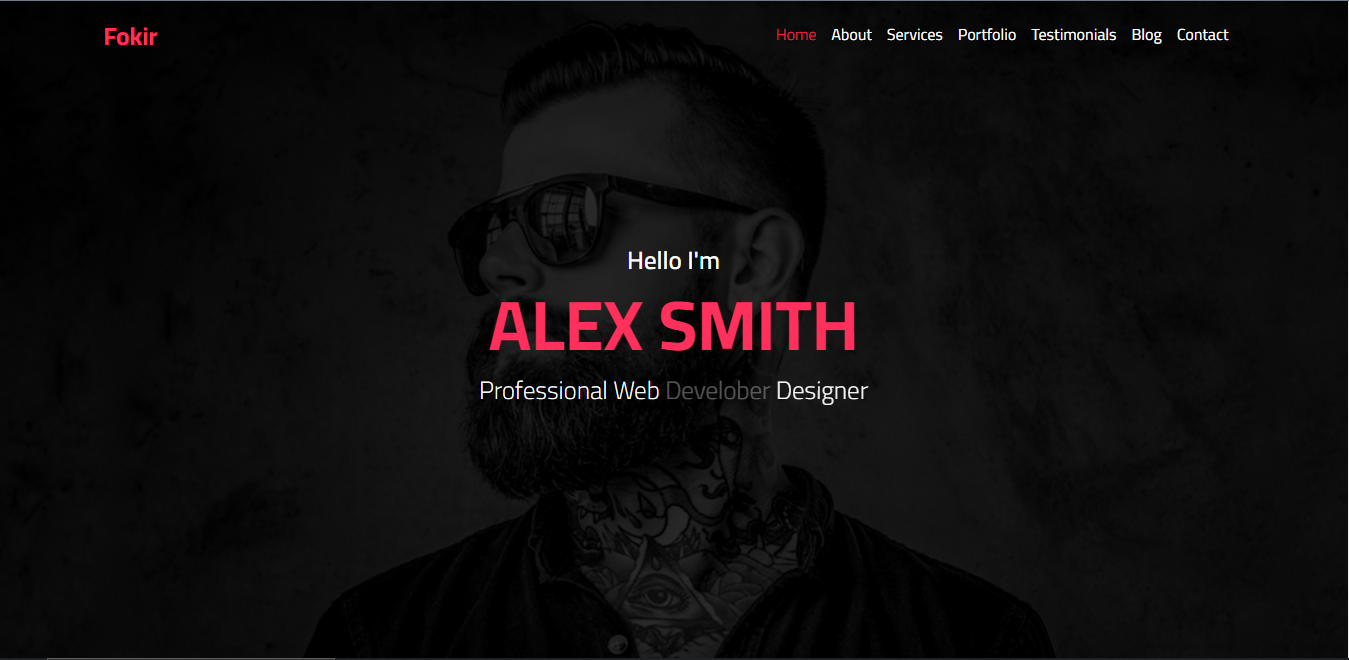 Fokir
Home About Services Portfolio Testimonials Blog Contact
Hello I'm
ALEX SMITH
Professional Web Develober Designer